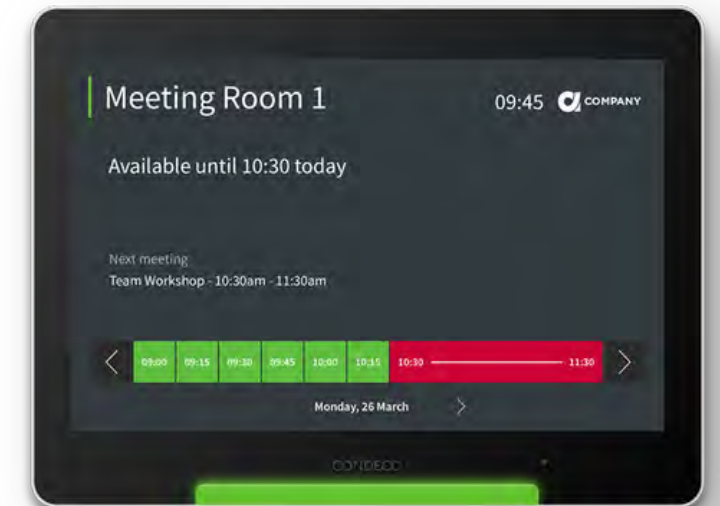 Meeting Room 1
09:45 COMPANY
Available until 10:30 today
Next meeting
Team Workshop - 10:30am - 11:30am
09:00 09:15 09:30 09:45 10:00 10:15 10:30 11:30
Monday, 26 March
CONDECO